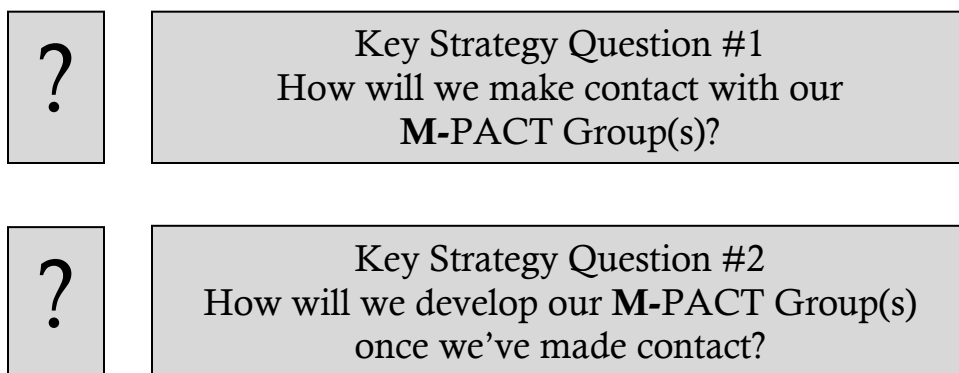 ?
Key Strategy Question #1
How will we make contact with our
M-PACT Group(s)?
?
Key Strategy Question #2
How will we develop our M-PACT Group(s)
once we’ve made contact?